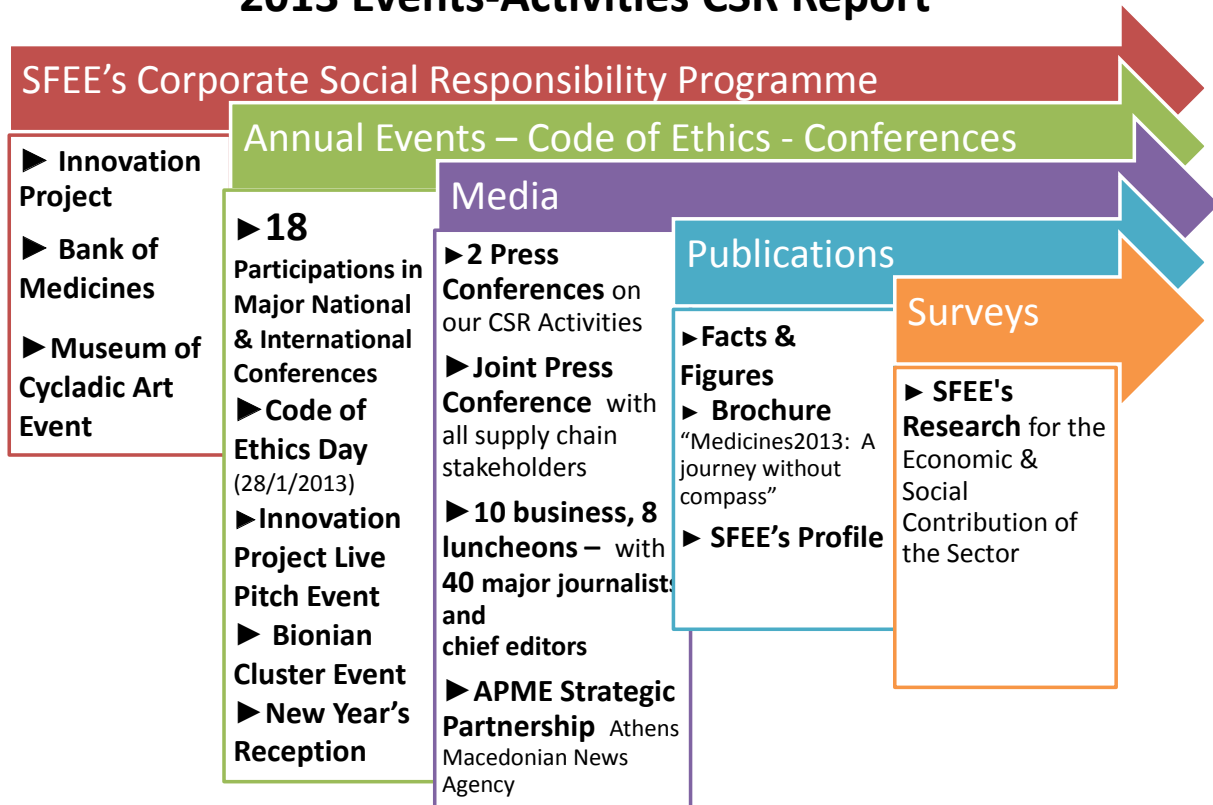 2013 Events-Activities CSR Report
SFEE’s Corporate Social Responsibility Programme
► Innovation
Project
► Bank of
Medicines
►Museum of
Cycladic Art
Event
Annual Events – Code of Ethics - Conferences
►18
Participations in
Major National
& International
Conferences
►Code of
Ethics Day
(28/1/2013)
►Innovation
Project Live
Pitch Event
► Bionian
Cluster Event
►New Year’s
Reception
Media
►2 Press
Conferences on
our CSR Activities
►Joint Press
Conference with
all supply chain
stakeholders
►10 business, 8
luncheons – with
40 major journalists
and
chief editors
►APME Strategic
Partnership Athens
Macedonian News
Agency
Publications
►Facts &
Figures
► Brochure
“Medicines2013: A
journey without
compass”
► SFEE’s Profile
Surveys
► SFEE's
Research for the
Economic &
Social
Contribution of
the Sector